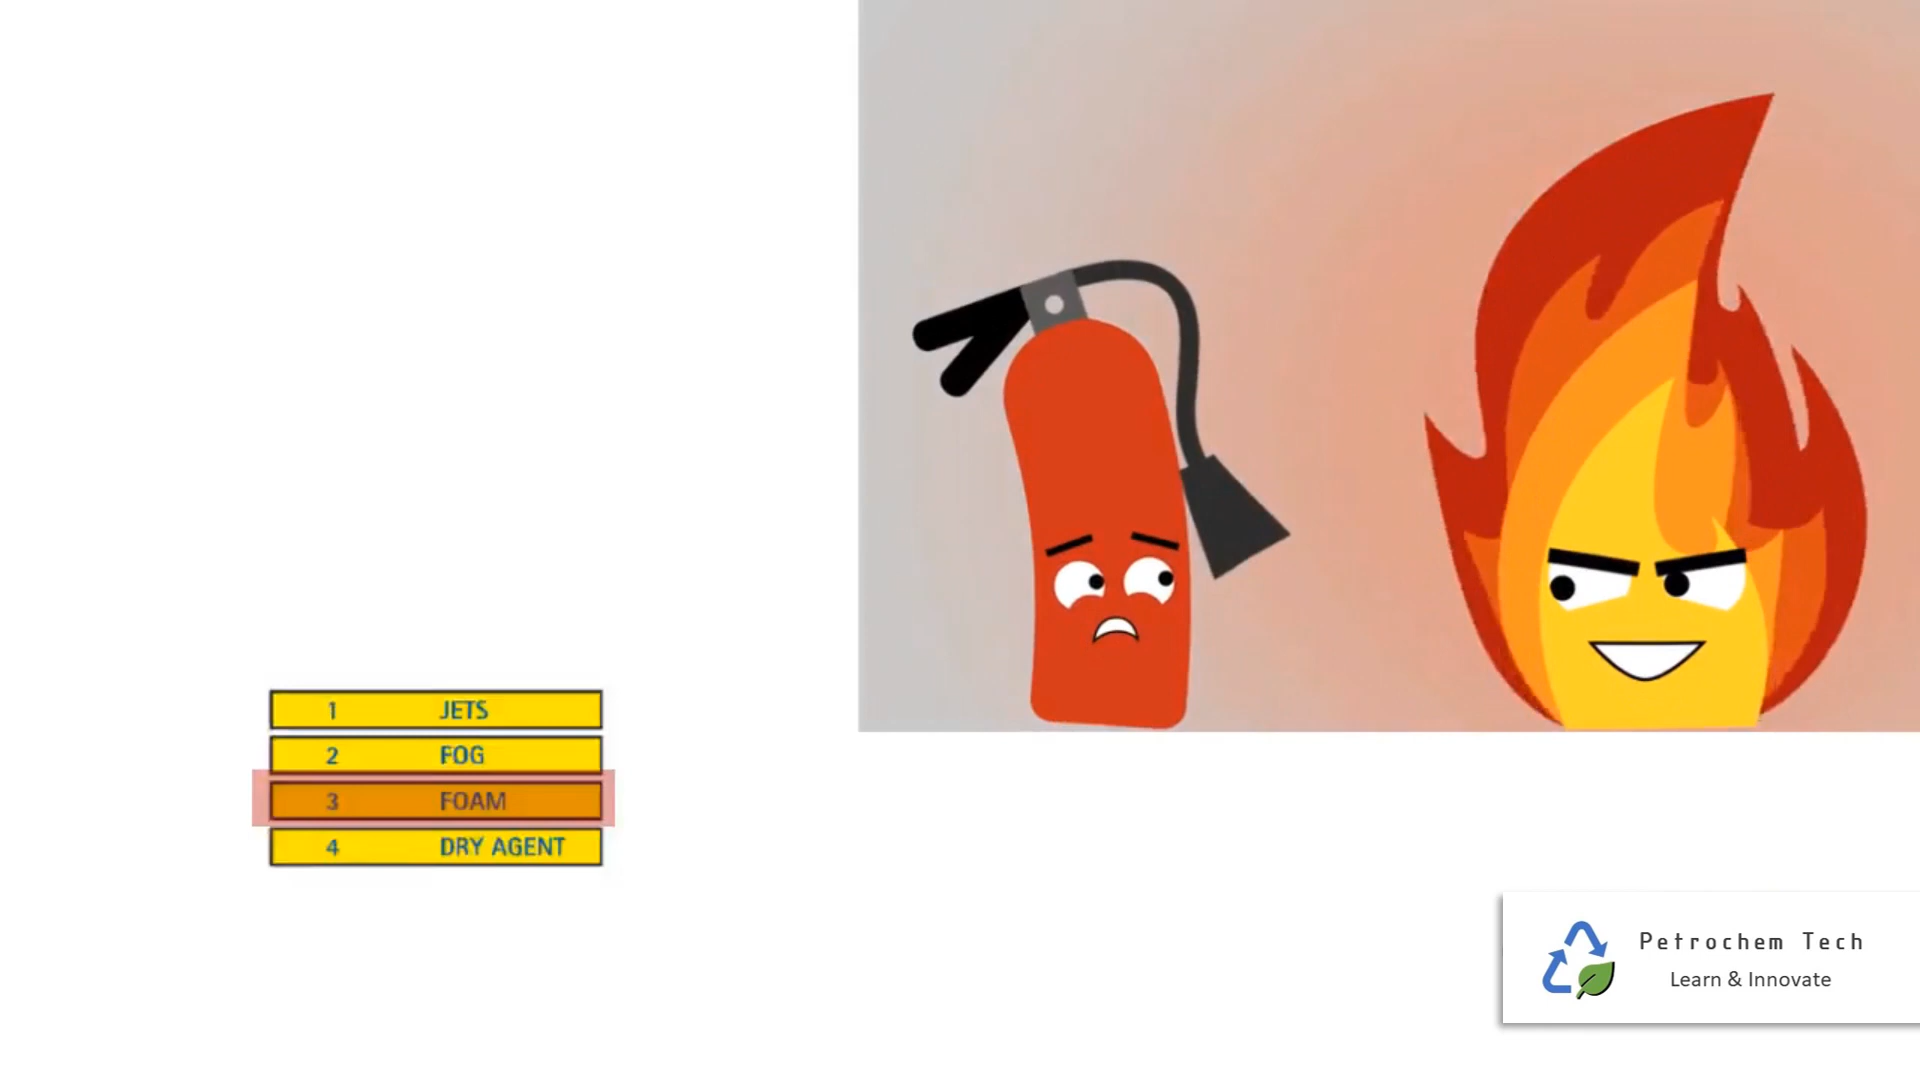 1 JETS
2 FOG
3 FOAM
4 DRY AGENT
Petrochem Tech
Learn & Innovate